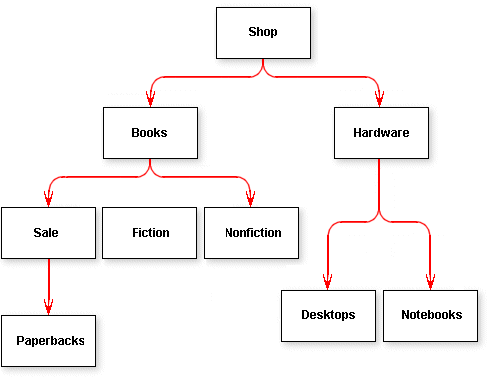 Shop
Books
Hardware
Sale
Fiction
Nonfiction
Desktops
Notebooks
Paperbacks